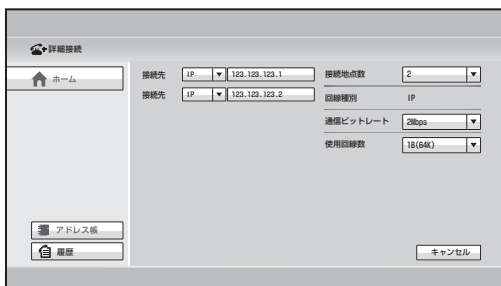 詳細接続
ホーム
接続先 IP 123.123.123.1
接続先 IP 123.123.123.2
接続地点数 2
回線種別 IP
通信ビットレート 2Mbps
使用回線数 1B(64K)
アドレス帳
履歴
キャンセル